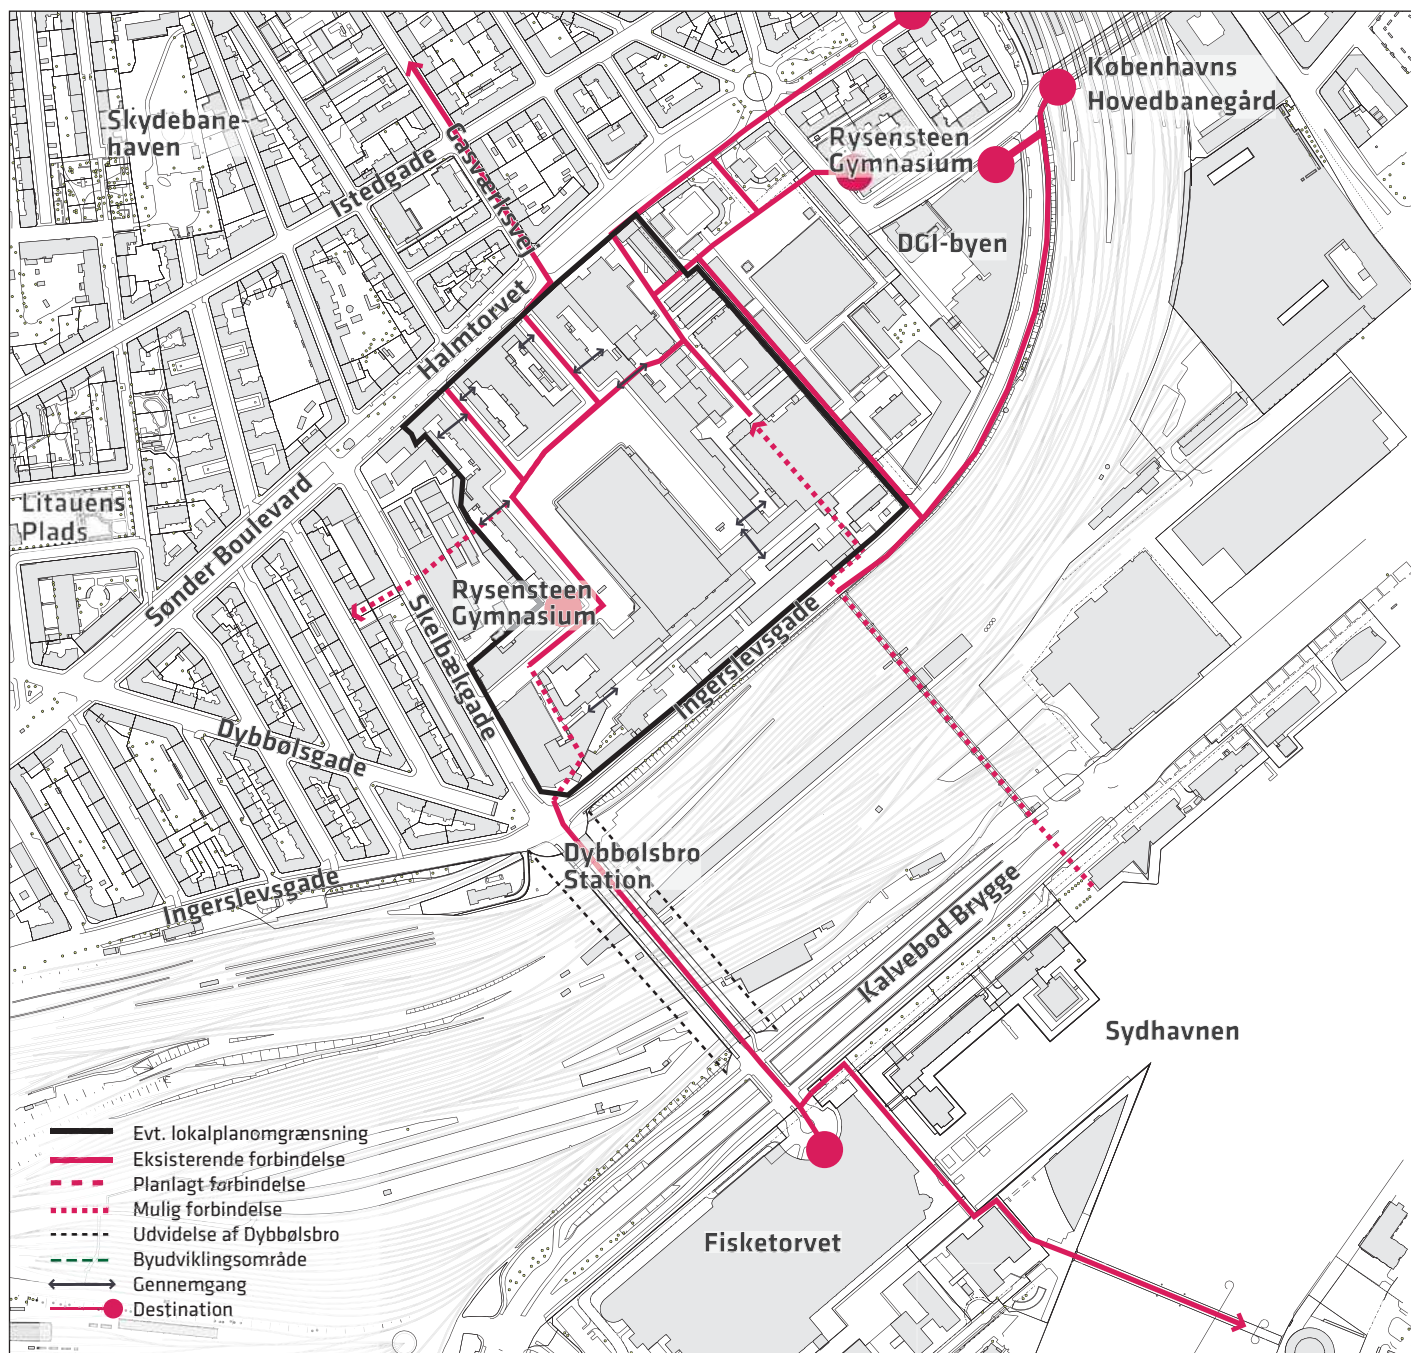 Københavns
Hovedbanegård
Skydebane-
haven
Gasværksvej
Istedgade
Rysensteen
Gymnasium
DGI-byen
Halmtorvet
Litauens
Plads
Sønder Boulevard
Rysensteen
Gymnasium
Skelbækgade
Ingerslevsgade
Dybbølsgade
Dybbølsbro
Station
Ingerslevsgade
Kalvebod Brygge
Sydhavnen
Fisketorvet
Evt. lokalplanomgrænsning
Eksisterende forbindelse
Planlagt forbindelse
Mulig forbindelse
Udvidelse af Dybbølsbro
Byudviklingsområde
Gennemgang
Destination